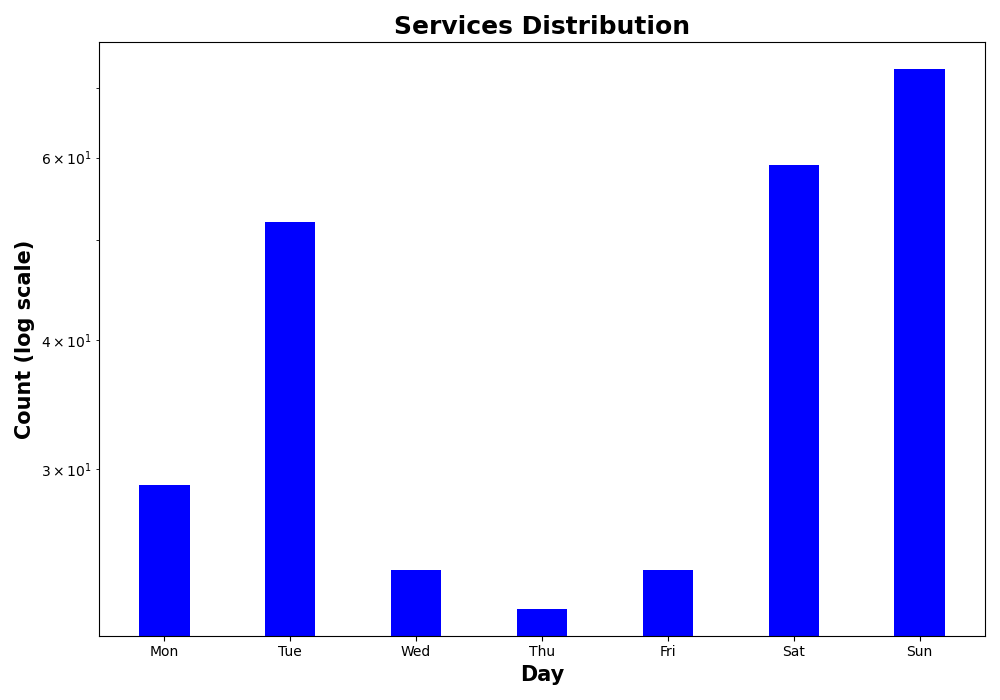 Services Distribution
Count (log scale)
6 × 10¹
4 × 10¹
3 × 10¹
Mon Tue Wed Thu Fri Sat Sun
Day